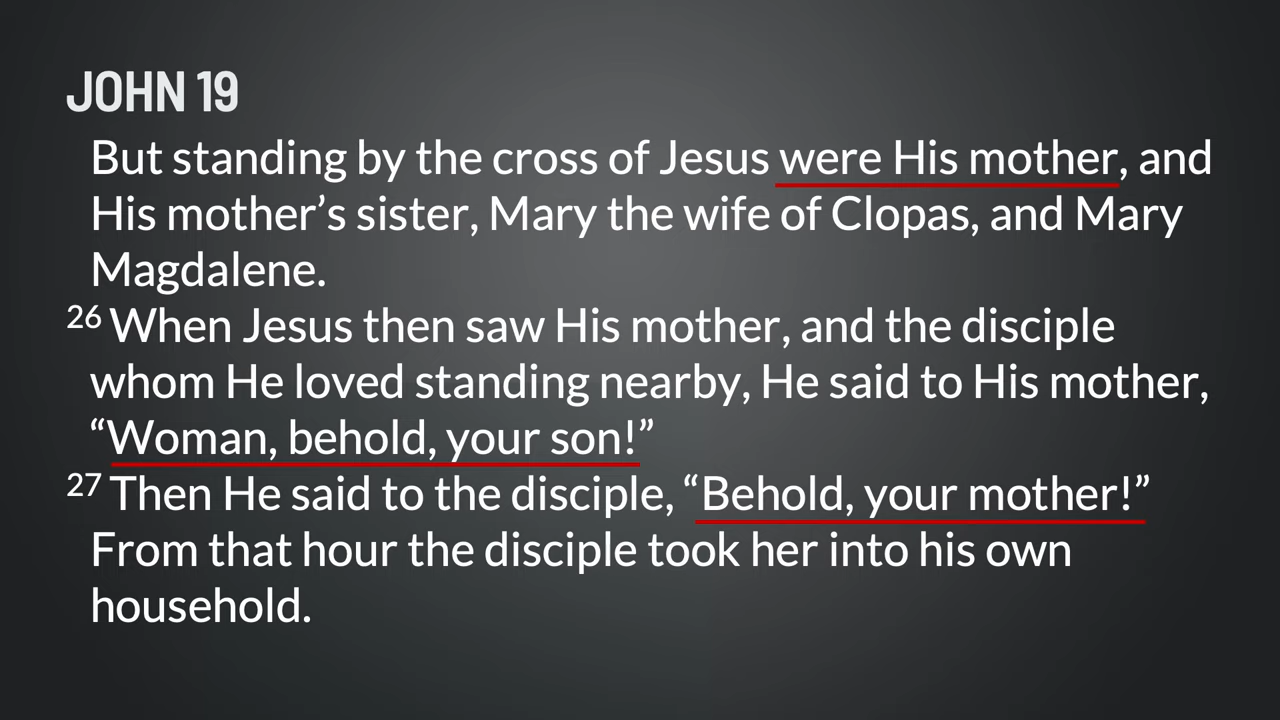 JOHN 19
But standing by the cross of Jesus were His mother, and
His mother’s sister, Mary the wife of Clopas, and Mary
Magdalene.
26 When Jesus then saw His mother, and the disciple
whom He loved standing nearby, He said to His mother,
“Woman, behold, your son!”
27 Then He said to the disciple, “Behold, your mother!”
From that hour the disciple took her into his own
household.